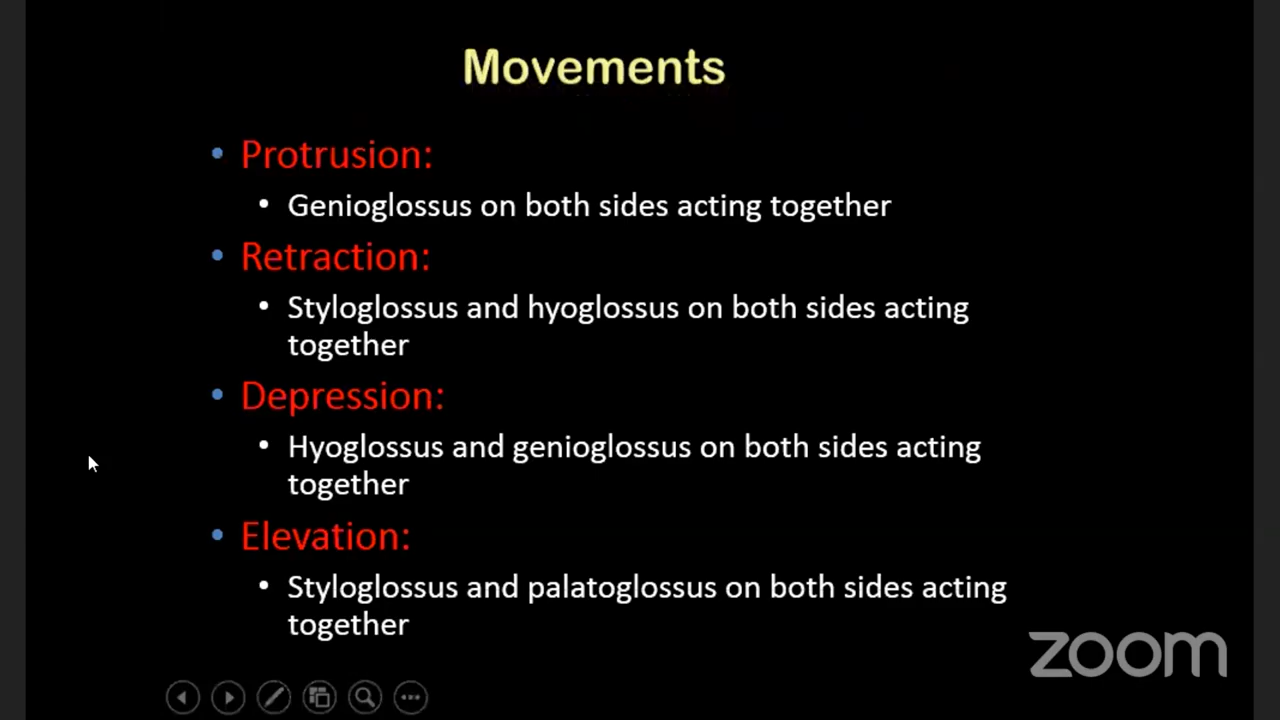 Movements
• Protrusion:
• Genioglossus on both sides acting together
• Retraction:
• Styloglossus and hyoglossus on both sides acting
together
• Depression:
• Hyoglossus and genioglossus on both sides acting
together
• Elevation:
• Styloglossus and palatoglossus on both sides acting
together
zoom